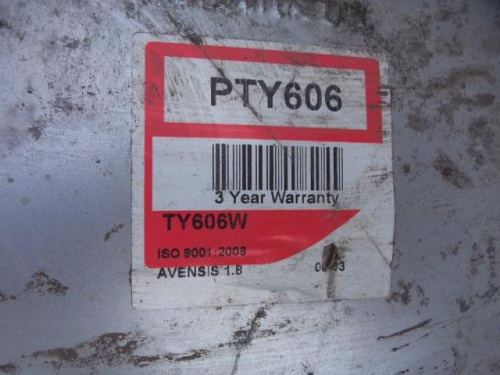 PTY606
3 Year Warranty
TY606W
ISO 9001:2008
AVENSIS 1.8